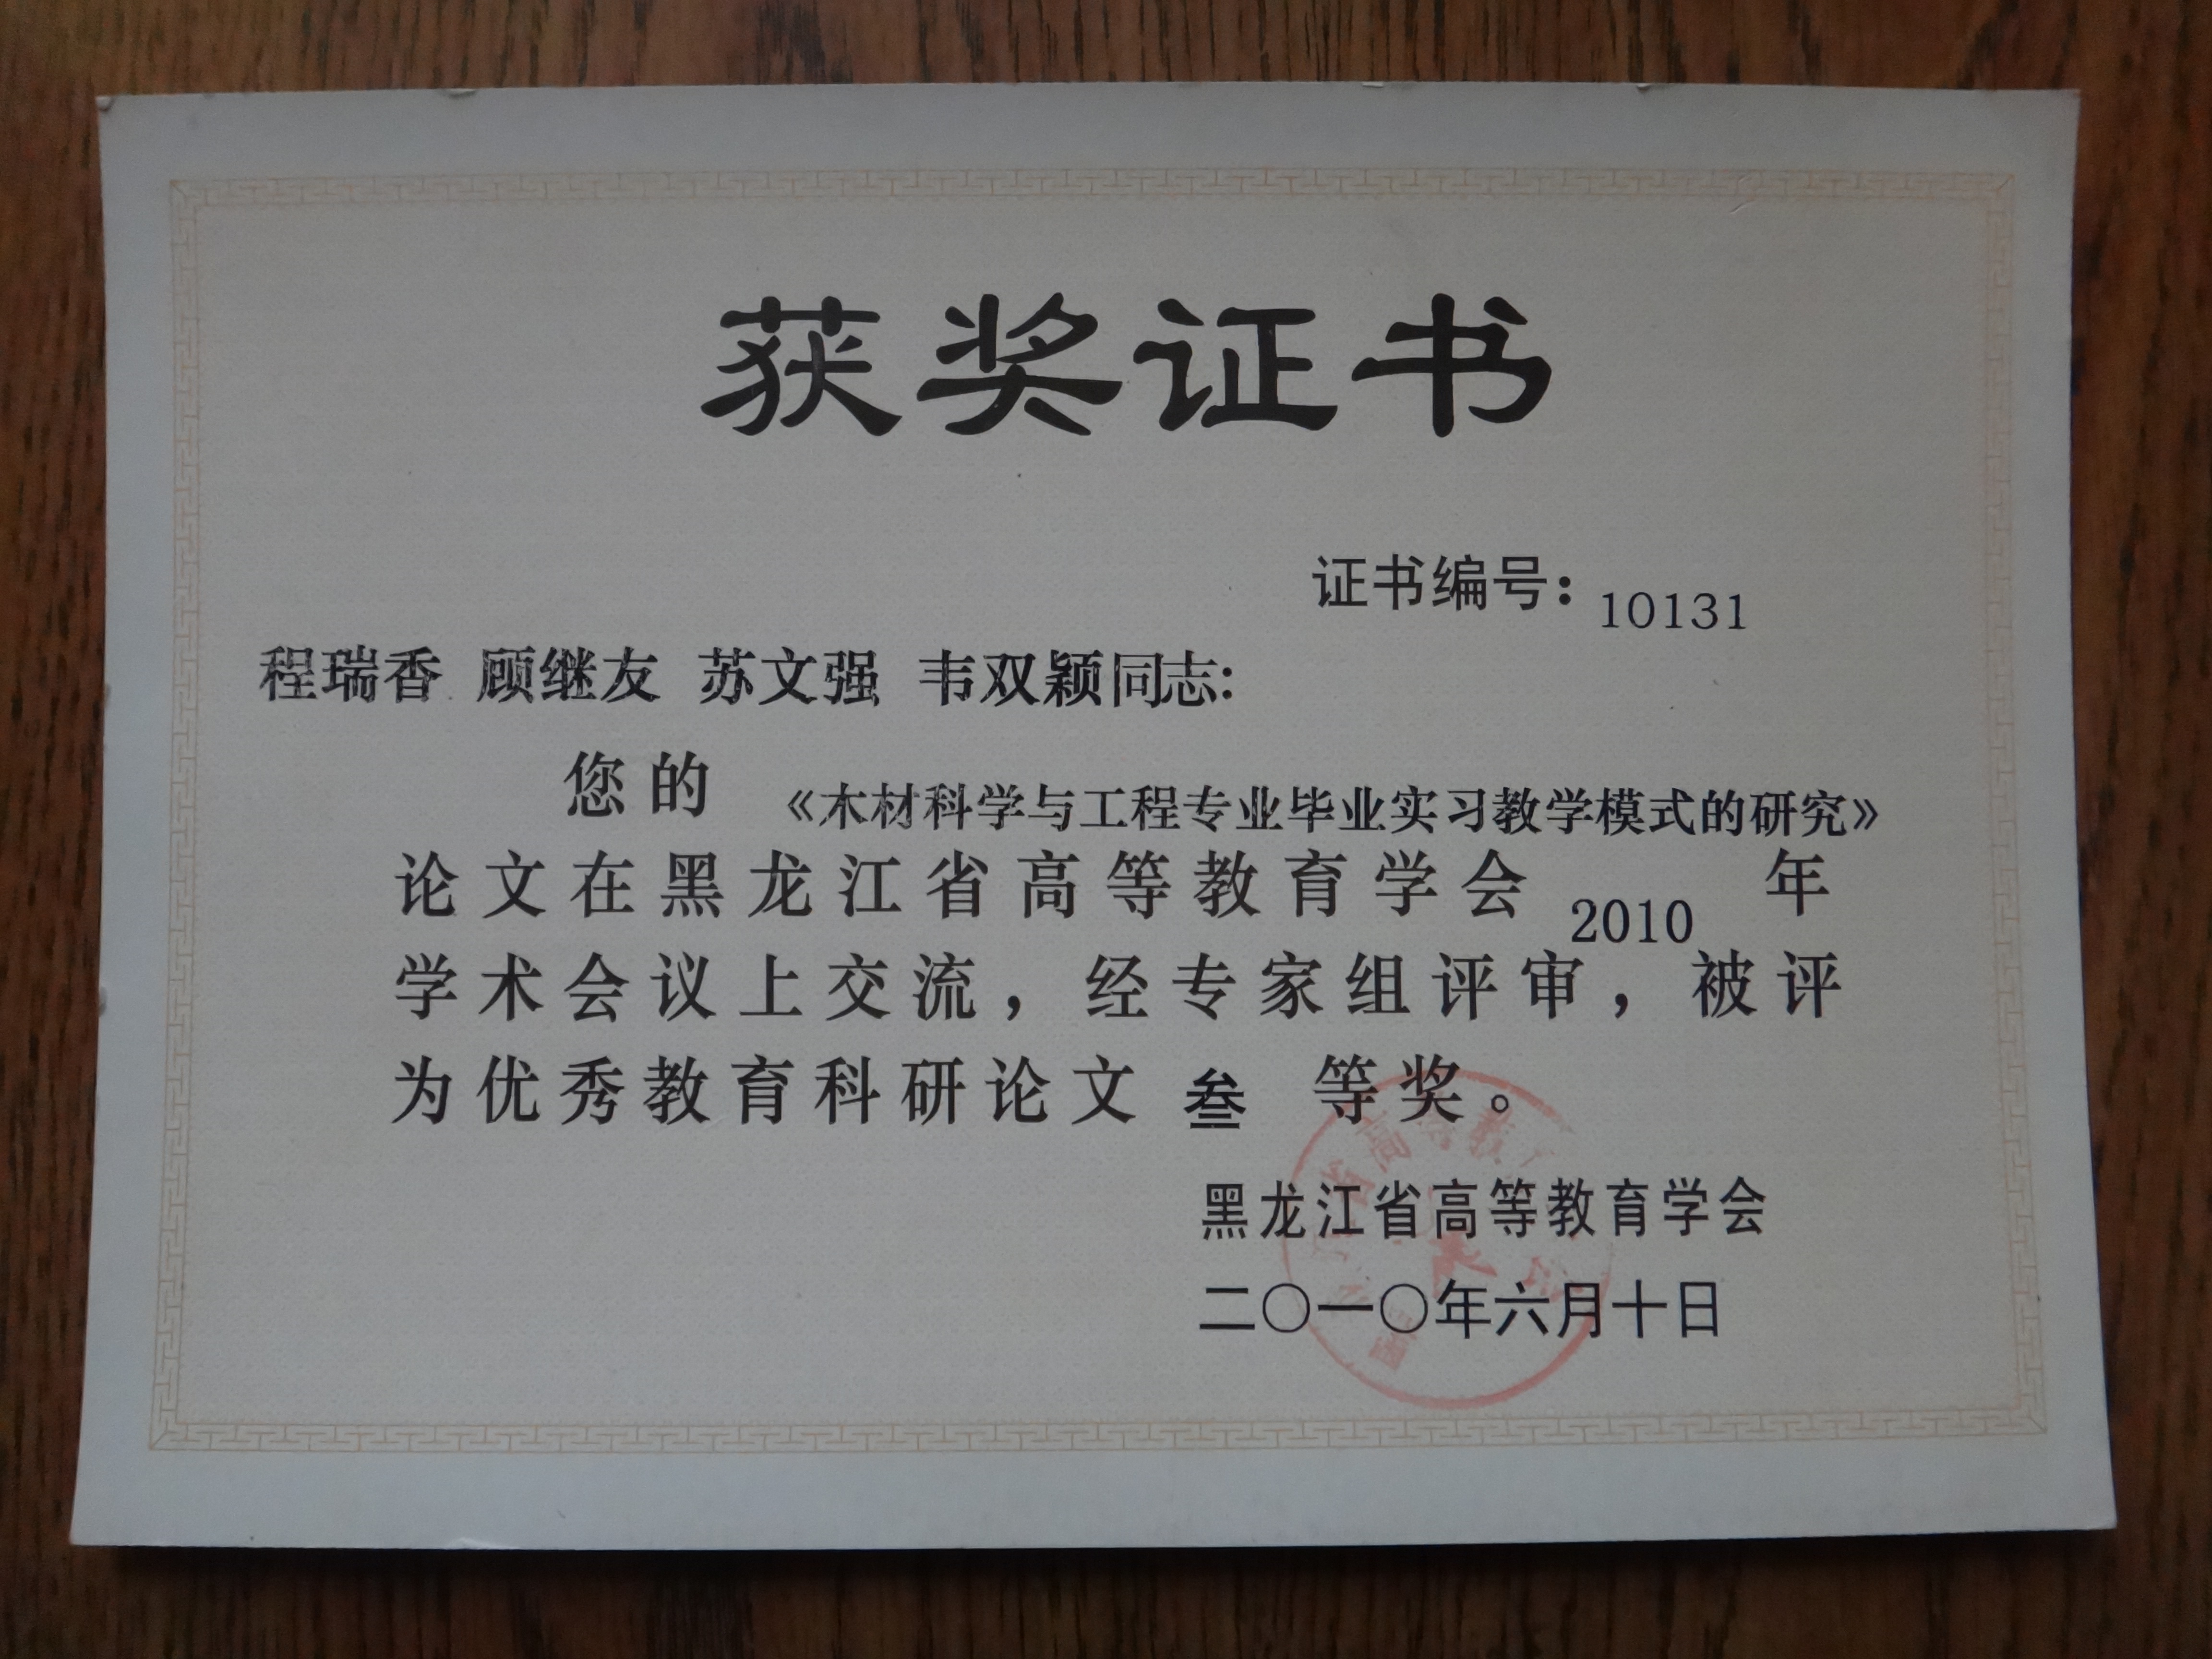 获奖证书
证书编号：10131
程瑞香 顾继友 苏文强 韦双颖同志：
您的 《木材科学与工程专业毕业实习教学模式的研究》
论文在黑龙江省高等教育学会 2010 年
学术会议上交流，经专家组评审，被评
为优秀教育科研论文 叁 等奖。
黑龙江省高等教育学会
二〇一〇年六月十日